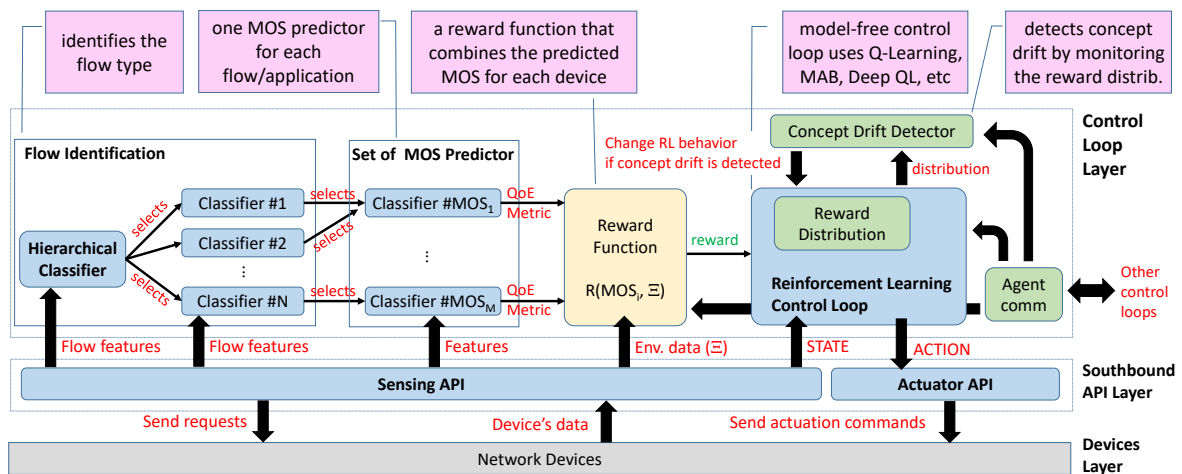 identifies the
flow type
one MOS predictor
for each
flow/application
a reward function that
combines the predicted
MOS for each device
model-free control
loop uses Q-Learning,
MAB, Deep QL, etc
detects concept
drift by monitoring
the reward distrib.
Control
Loop
Layer
Flow Identification
Set of MOS Predictor
Change RL behavior
if concept drift is detected
Concept Drift Detector
distribution
Hierarchical
Classifier
selects
selects
Classifier #1
Classifier #2
...
Classifier #N
selects
selects
selects
Classifier #MOS₁
...
Classifier #MOS_M
QoE
Metric
QoE
Metric
Reward
Function
R(MOSᵢ, Ξ)
reward
Reward
Distribution
Reinforcement Learning
Control Loop
Agent
comm
Other
control
loops
Flow features
Flow features
Features
Env. data (Ξ)
STATE
ACTION
Sensing API
Actuator API
Southbound
API Layer
Send requests
Device's data
Send actuation commands
Network Devices
Devices
Layer